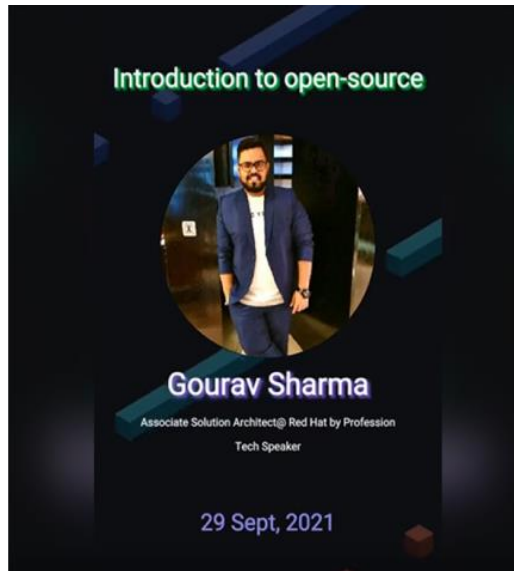 Introduction to open-source
Gourav Sharma
Associate Solution Architect@ Red Hat by Profession
Tech Speaker
29 Sept, 2021